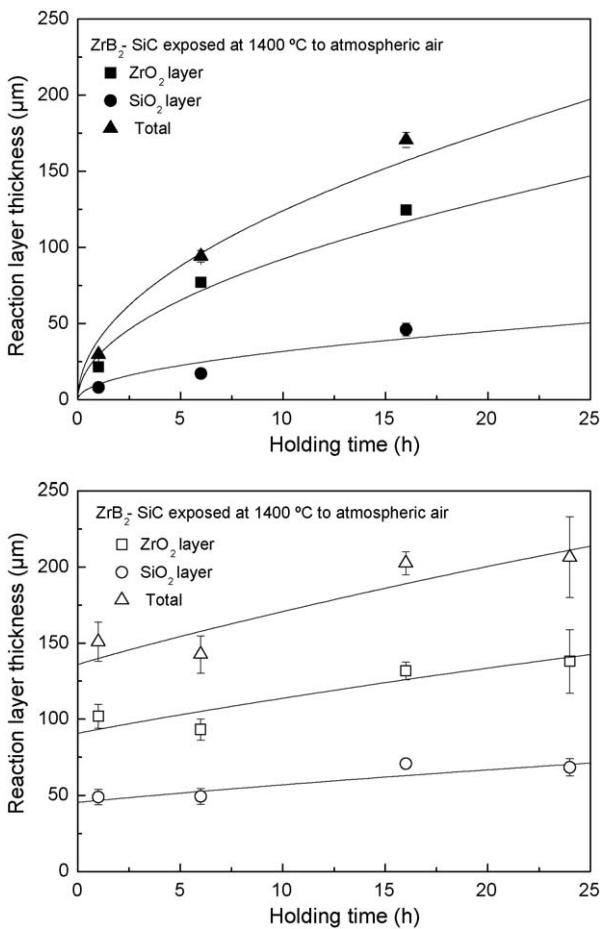 250
200
150
100
50
0
Reaction layer thickness (µm)
ZrB₂- SiC exposed at 1400 ºC to atmospheric air
ZrO₂ layer
SiO₂ layer
Total
0 5 10 15 20 25
Holding time (h)
250
200
150
100
50
0
Reaction layer thickness (µm)
ZrB₂- SiC exposed at 1400 ºC to atmospheric air
ZrO₂ layer
SiO₂ layer
Total
0 5 10 15 20 25
Holding time (h)